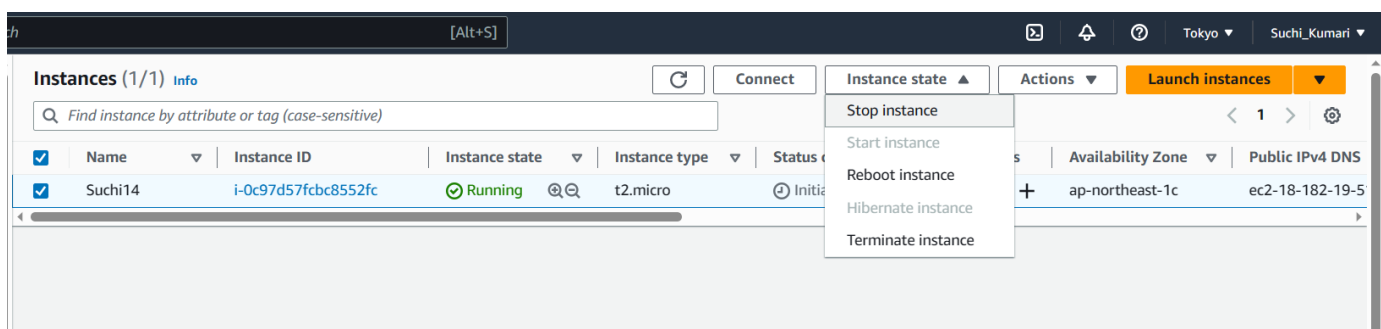 [Alt+S] Tokyo ▼ Suchi_Kumari ▼
Instances (1/1) Info Connect Instance state ▲ Actions ▼ Launch instances ▼
Find instance by attribute or tag (case-sensitive) Stop instance < 1 >
Start instance
Name Instance ID Instance state Instance type Status Availability Zone Public IPv4 DNS
Reboot instance
Suchi14 i-0c97d57fcbc8552fc Running t2.micro ap-northeast-1c ec2-18-182-19-5
Hibernate instance
Terminate instance